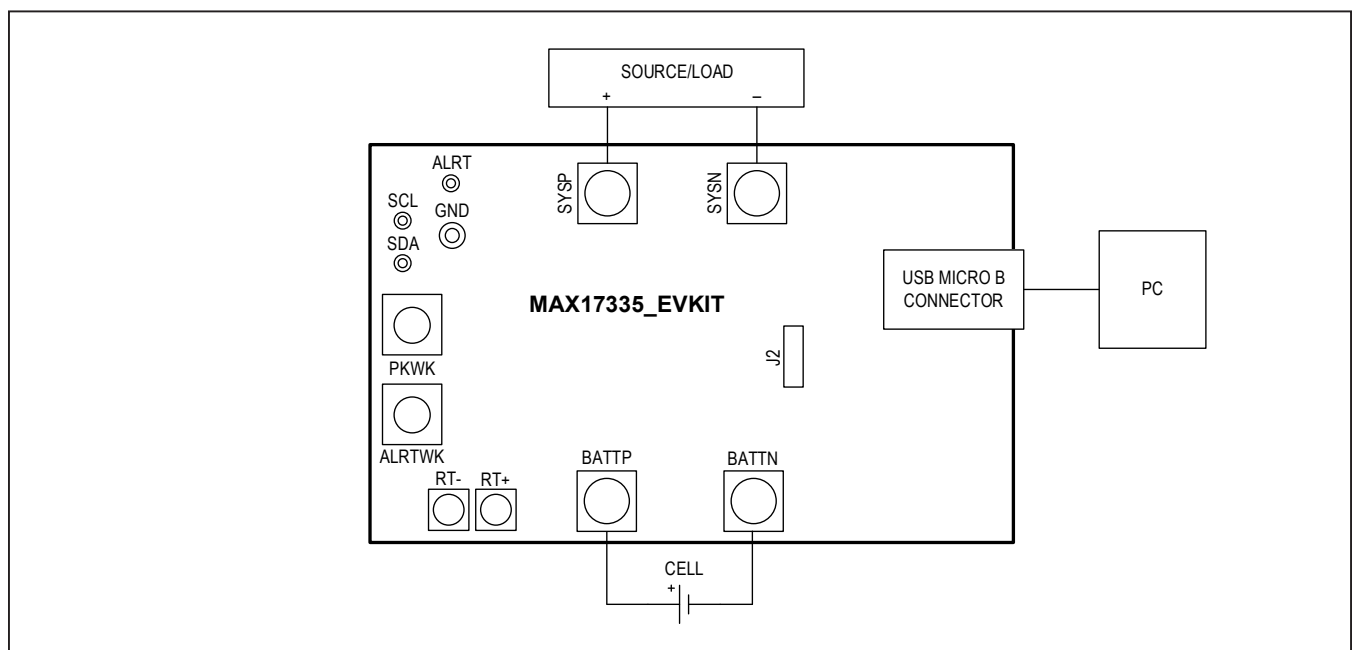 SOURCE/LOAD
+ –
ALRT
SYSP
SYSN
SCL
GND
SDA
USB MICRO B
CONNECTOR
PC
MAX17335_EVKIT
PKWK
J2
ALRTWK
BATTP
BATTN
RT- RT+
CELL
+